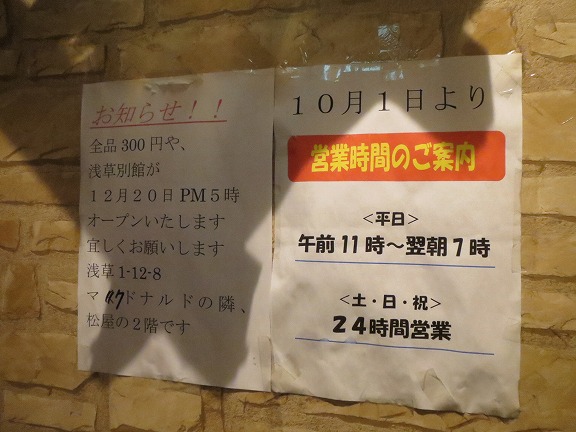 お知らせ！！
全品300円や、
浅草別館が
１２月２０日PM５時
オープンいたします
宜しくお願いします
浅草1-12-8
マックドナルドの隣、
松屋の２階です
１０月１日より
営業時間のご案内
＜平日＞
午前11時～翌朝7時
＜土・日・祝＞
２４時間営業